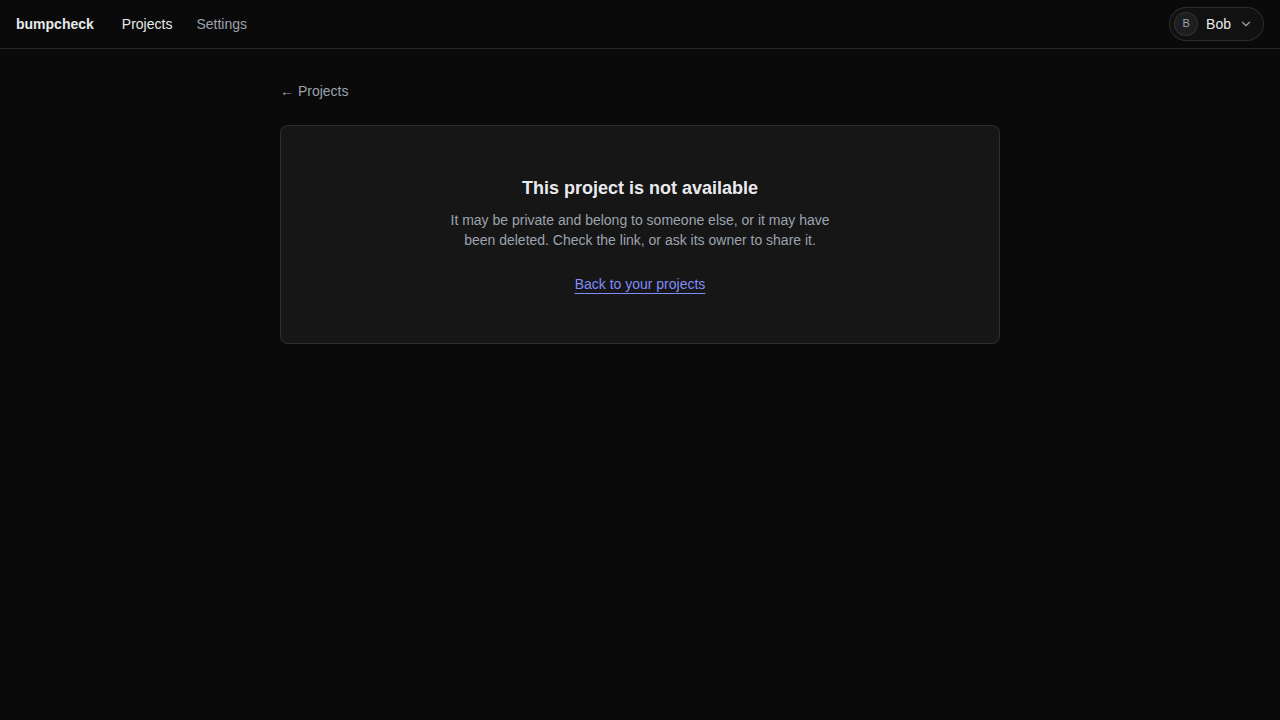 bumpcheck Projects Settings B Bob
← Projects
This project is not available
It may be private and belong to someone else, or it may have
been deleted. Check the link, or ask its owner to share it.
Back to your projects